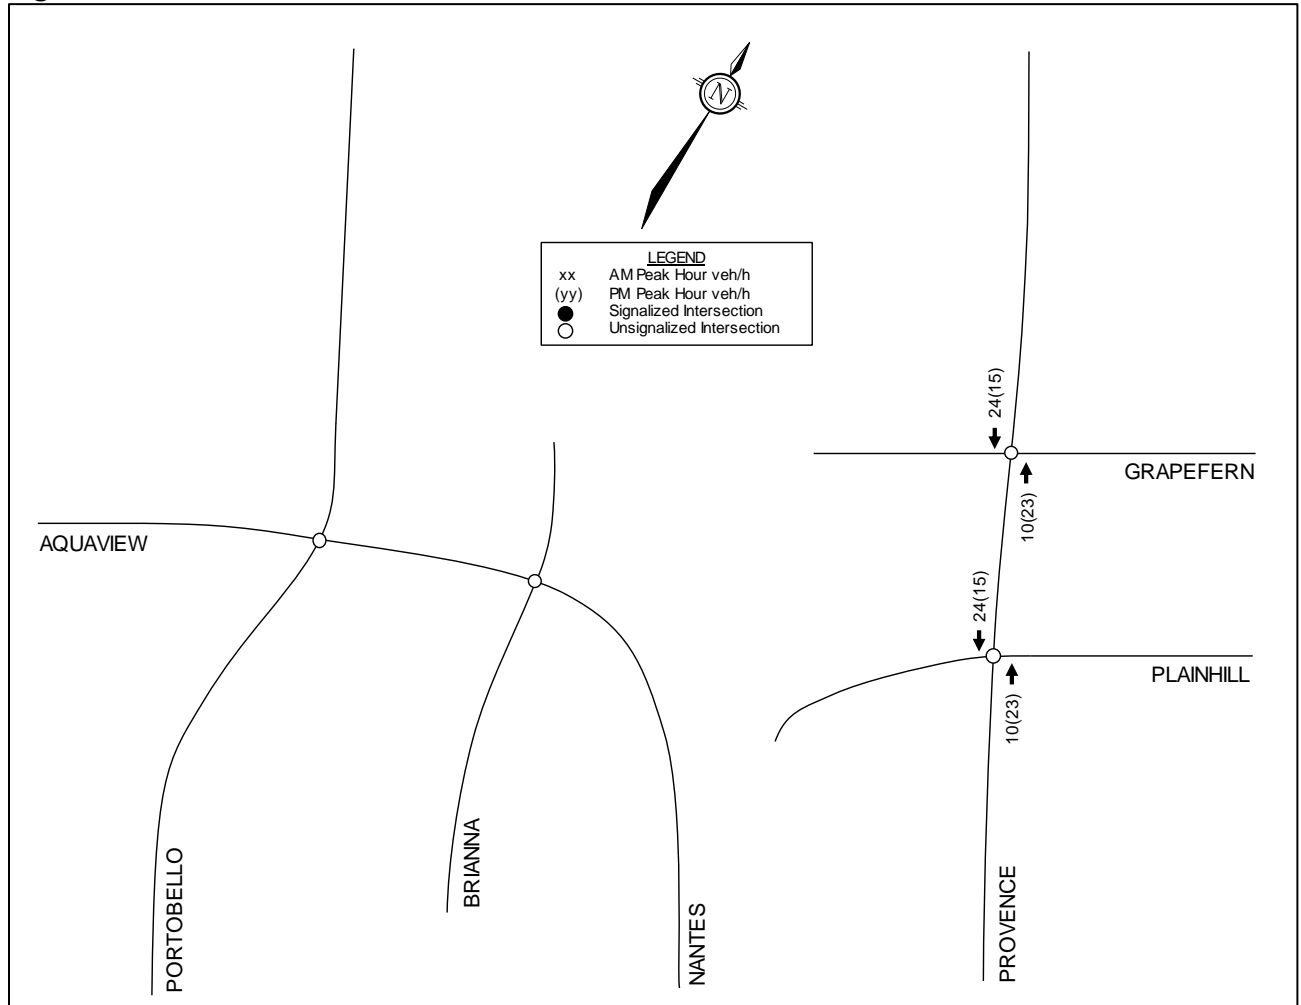 N
LEGEND
xx AM Peak Hour veh/h
(yy) PM Peak Hour veh/h
Signalized Intersection
Unsignalized Intersection
24(15)
GRAPEFERN
10(23)
AQUAVIEW
24(15)
PLAINHILL
10(23)
PORTOBELLO
BRIANNA
NANTES
PROVENCE